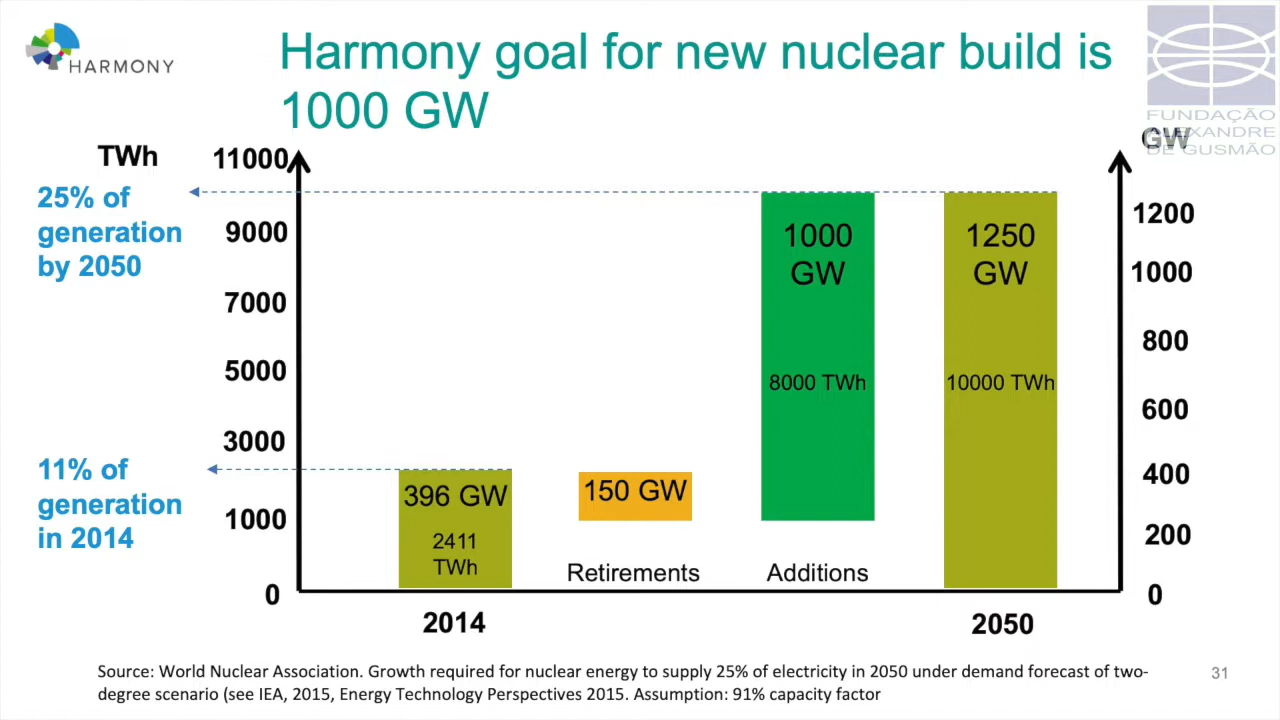 HARMONY
Harmony goal for new nuclear build is
1000 GW
FUNDAÇÃO
ALEXANDRE
DE GUSMÃO
TWh
GW
11000
9000
7000
5000
3000
1000
0
25% of
generation
by 2050
11% of
generation
in 2014
396 GW
2411
TWh
150 GW
Retirements
1000
GW
8000 TWh
Additions
1250
GW
10000 TWh
1200
1000
800
600
400
200
0
2014
2050
Source: World Nuclear Association. Growth required for nuclear energy to supply 25% of electricity in 2050 under demand forecast of two-
degree scenario (see IEA, 2015, Energy Technology Perspectives 2015. Assumption: 91% capacity factor
31